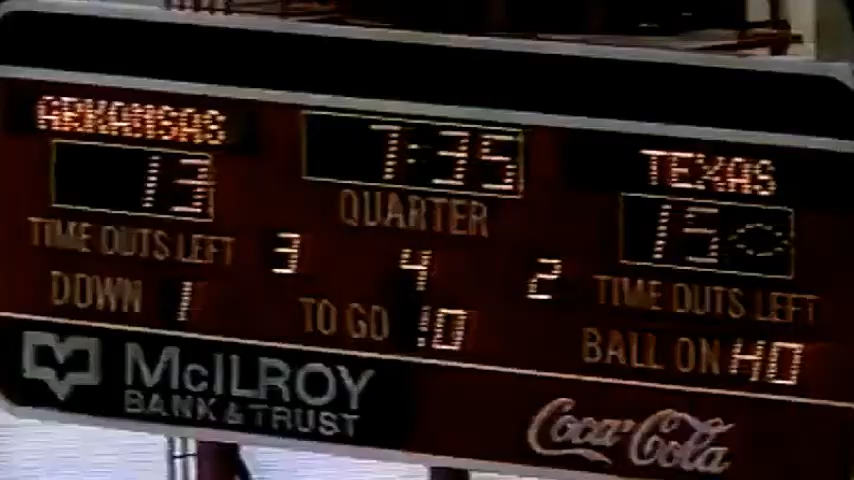 ARKANSAS 7:35 TEXAS
13 QUARTER 15
TIME OUTS LEFT 3 4 2 TIME OUTS LEFT
DOWN 1 TO GO 10 BALL ON HO
McILROY
BANK & TRUST
Coca-Cola